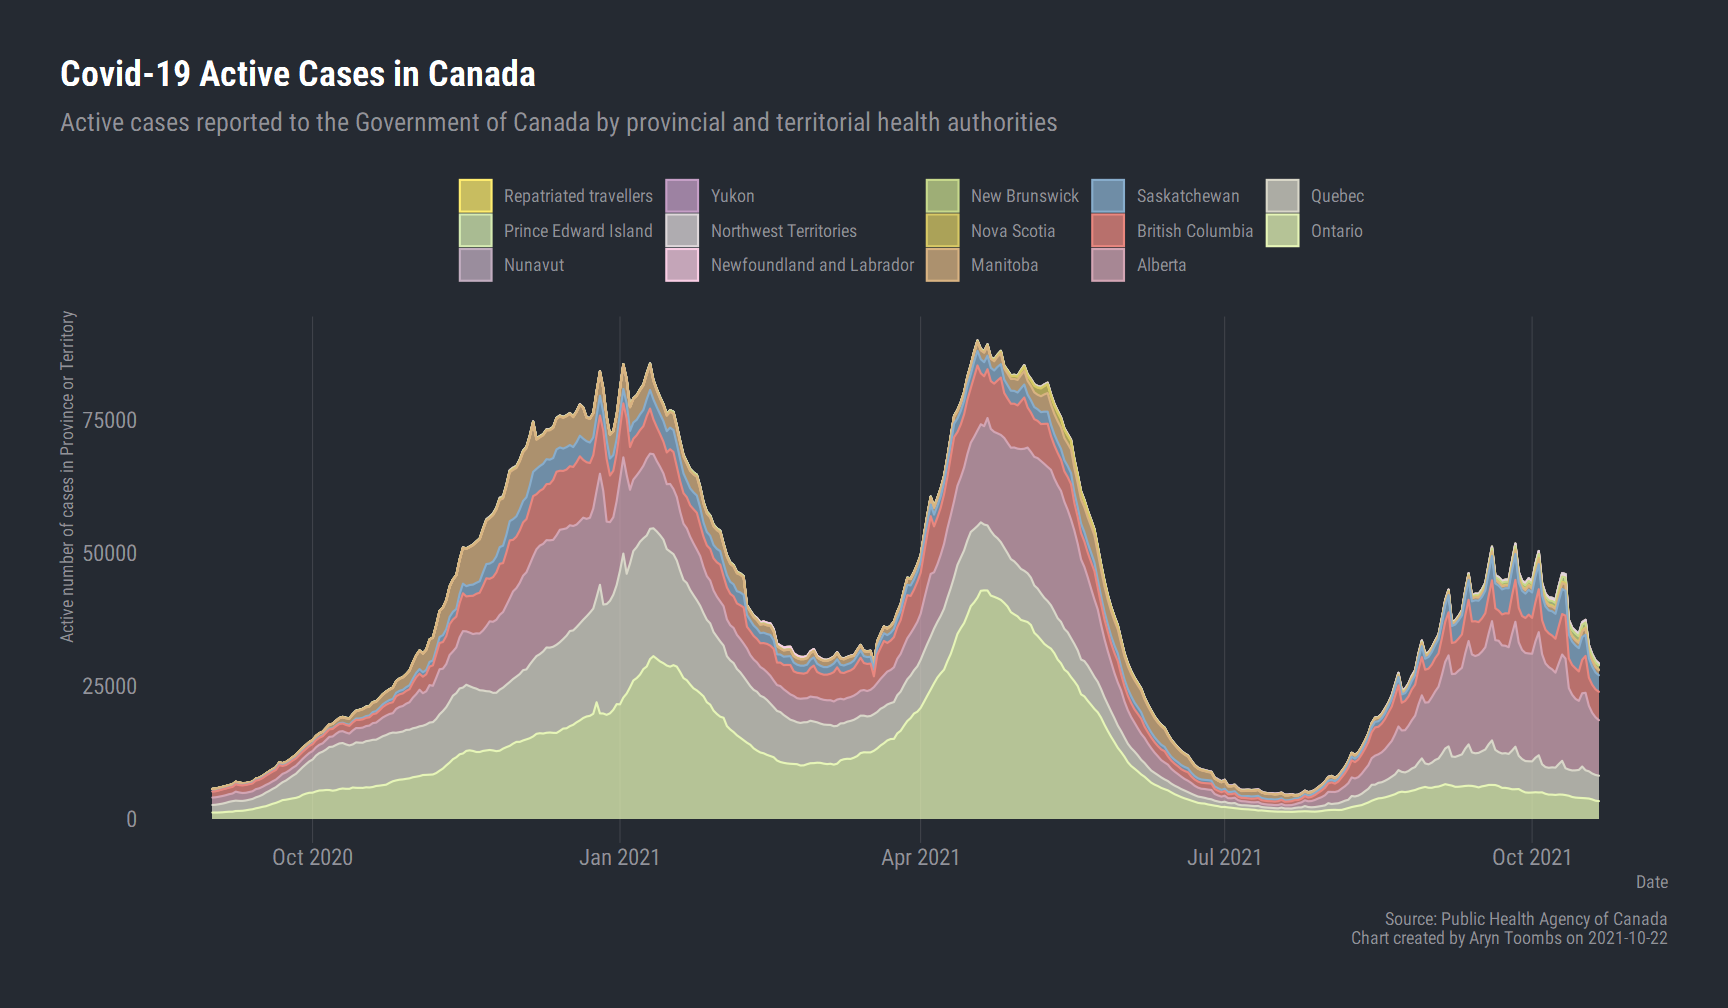 Covid-19 Active Cases in Canada
Active cases reported to the Government of Canada by provincial and territorial health authorities
Repatriated travellers
Yukon
New Brunswick
Saskatchewan
Quebec
Prince Edward Island
Northwest Territories
Nova Scotia
British Columbia
Ontario
Nunavut
Newfoundland and Labrador
Manitoba
Alberta
Active number of cases in Province or Territory
75000
50000
25000
0
Oct 2020
Jan 2021
Apr 2021
Jul 2021
Oct 2021
Date
Source: Public Health Agency of Canada
Chart created by Aryn Toombs on 2021-10-22